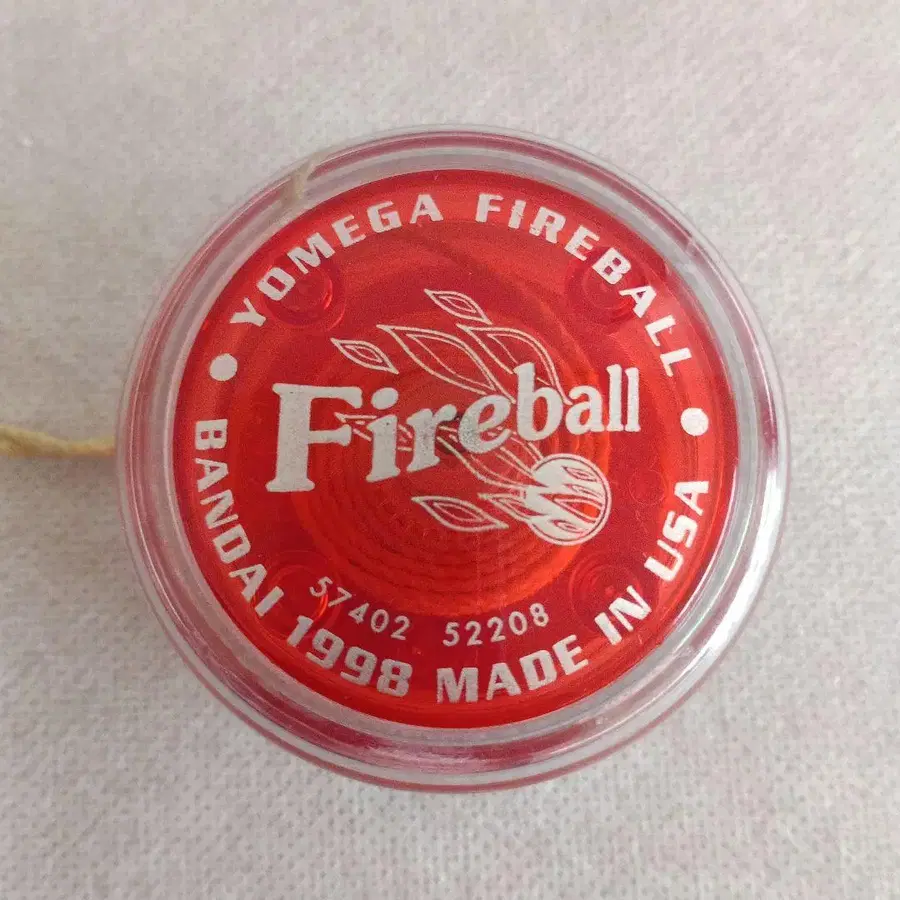 YOMEGA FIREBALL
Fireball
57402 52208
BANDAI 1998 MADE IN USA